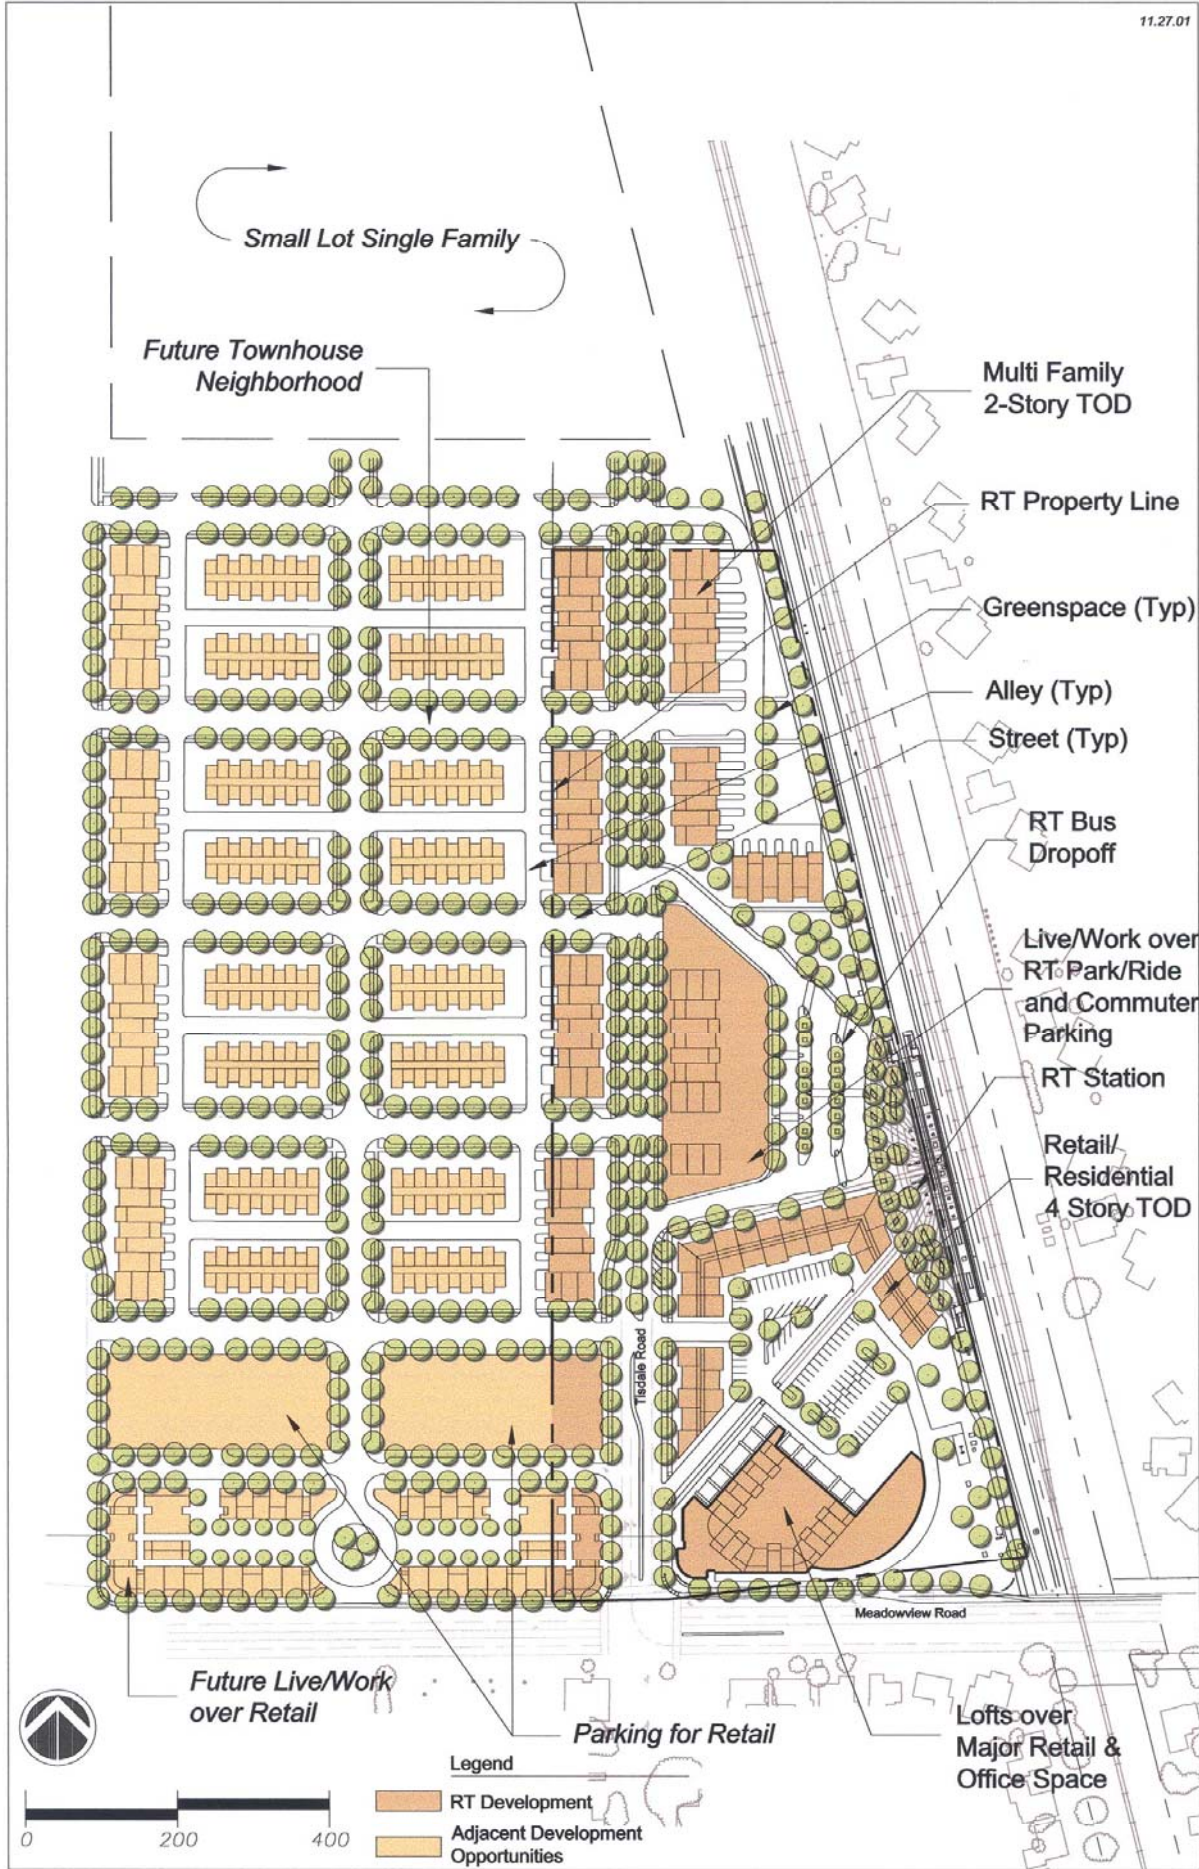 11.27.01
Small Lot Single Family
Future Townhouse
Neighborhood
Multi Family
2-Story TOD
RT Property Line
Greenspace (Typ)
Alley (Typ)
Street (Typ)
RT Bus
Dropoff
Live/Work over
RT Park/Ride
and Commuter
Parking
RT Station
Retail/
Residential
4 Story TOD
Tisdale Road
Meadowview Road
Future Live/Work
over Retail
Parking for Retail
Lofts over
Major Retail &
Office Space
Legend
RT Development
Adjacent Development
Opportunities
0 200 400